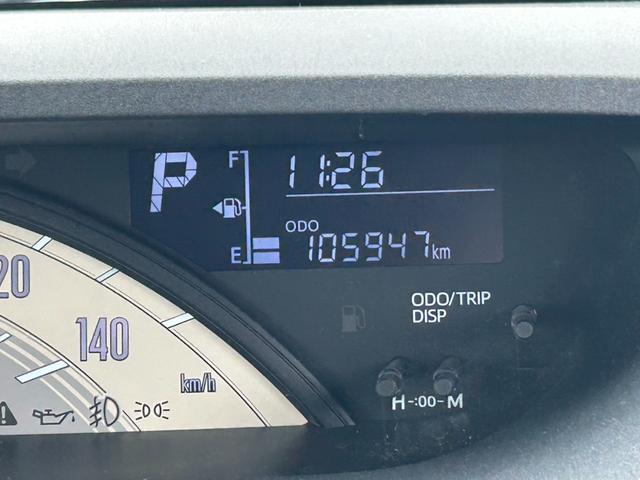 P
F
11:26
E
ODO
105947km
20
140
km/h
ODO/TRIP
DISP
H-:00-M